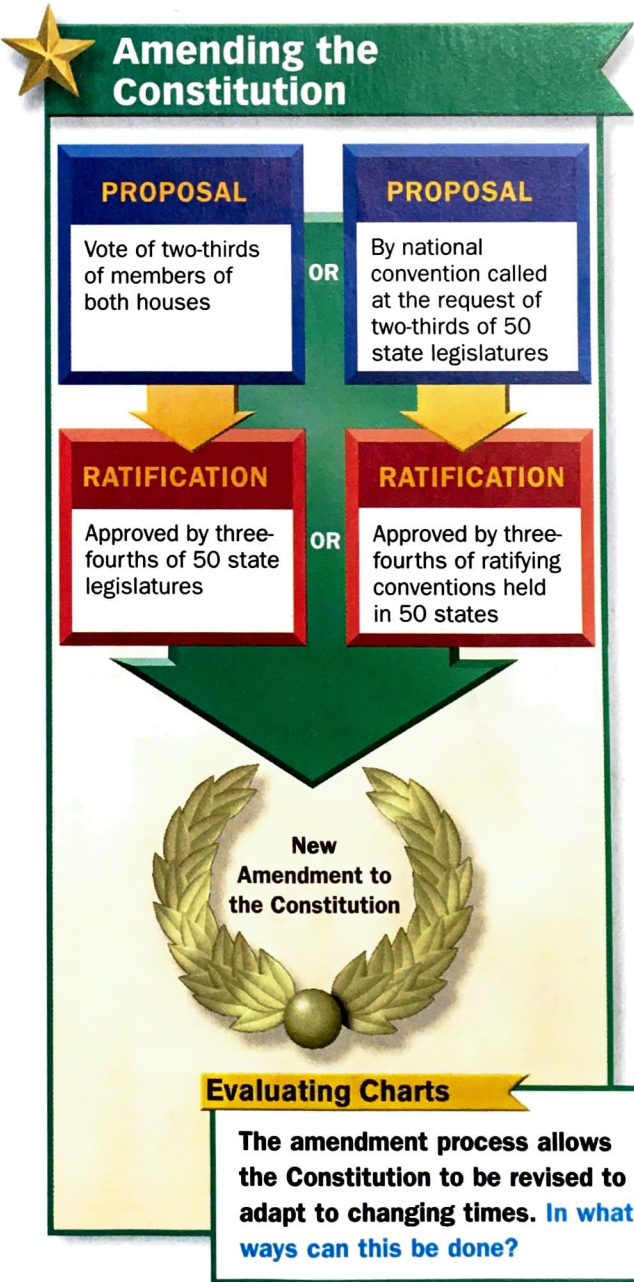 Amending the
Constitution
PROPOSAL
Vote of two-thirds
of members of
both houses
OR
PROPOSAL
By national
convention called
at the request of
two-thirds of 50
state legislatures
RATIFICATION
Approved by three-
fourths of 50 state
legislatures
OR
RATIFICATION
Approved by three-
fourths of ratifying
conventions held
in 50 states
New
Amendment to
the Constitution
Evaluating Charts
The amendment process allows
the Constitution to be revised to
adapt to changing times. In what
ways can this be done?